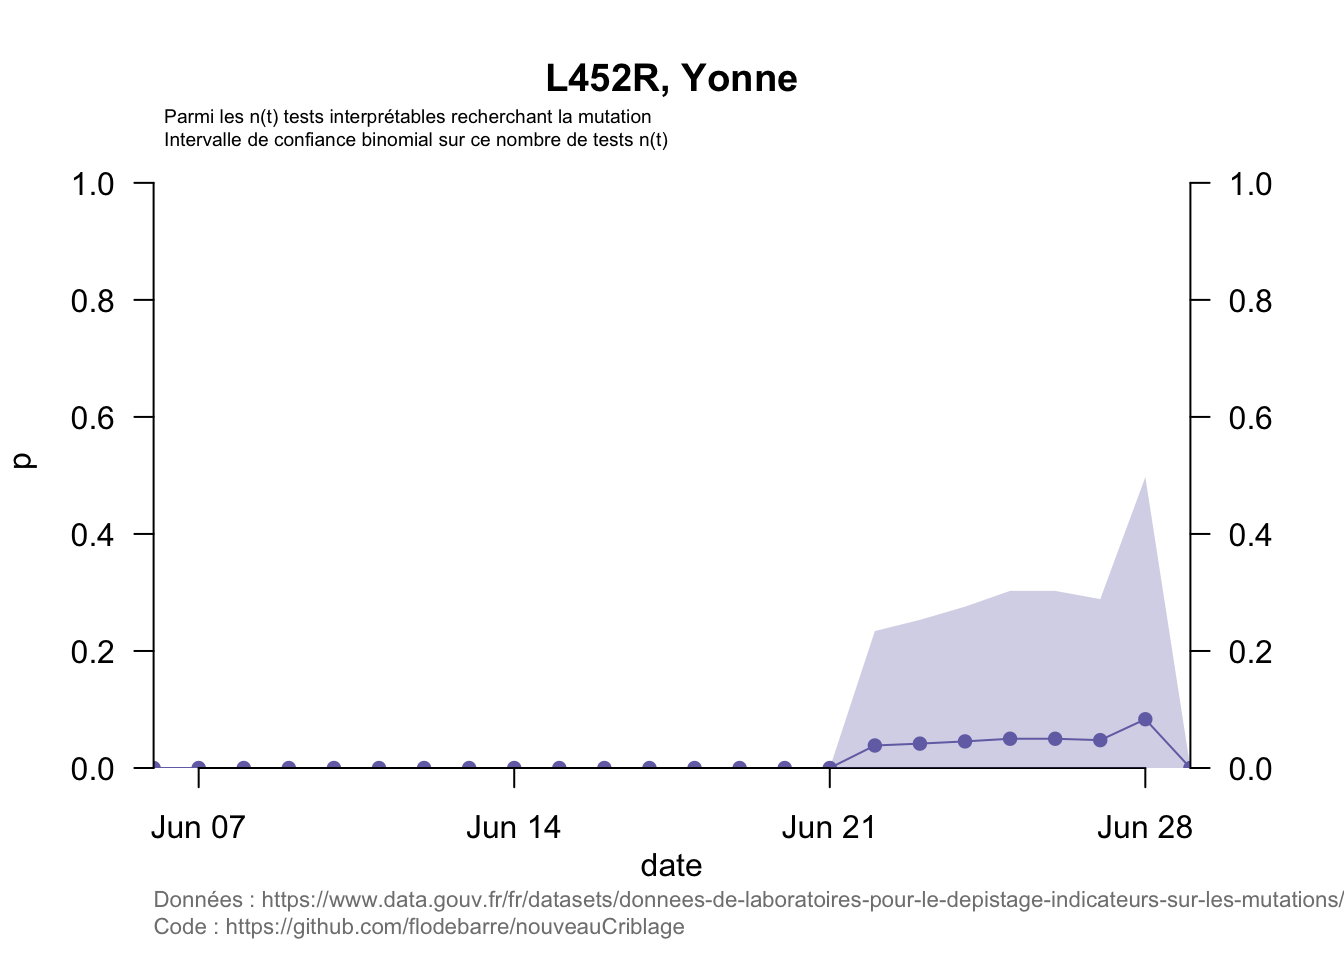 L452R, Yonne
Parmi les n(t) tests interprétables recherchant la mutation
Intervalle de confiance binomial sur ce nombre de tests n(t)
1.0 1.0
0.8 0.8
0.6 0.6
p
0.4 0.4
0.2 0.2
0.0 0.0
Jun 07 Jun 14 Jun 21 Jun 28
date
Données : https://www.data.gouv.fr/fr/datasets/donnees-de-laboratoires-pour-le-depistage-indicateurs-sur-les-mutations/
Code : https://github.com/flodebarre/nouveauCriblage